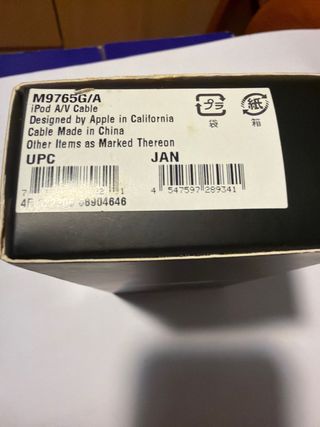 M9765G/A
iPod A/V Cable
Designed by Apple in California
Cable Made in China
Other Items as Marked Thereon
プラ 紙
袋 箱
UPC JAN
4 547597 289341